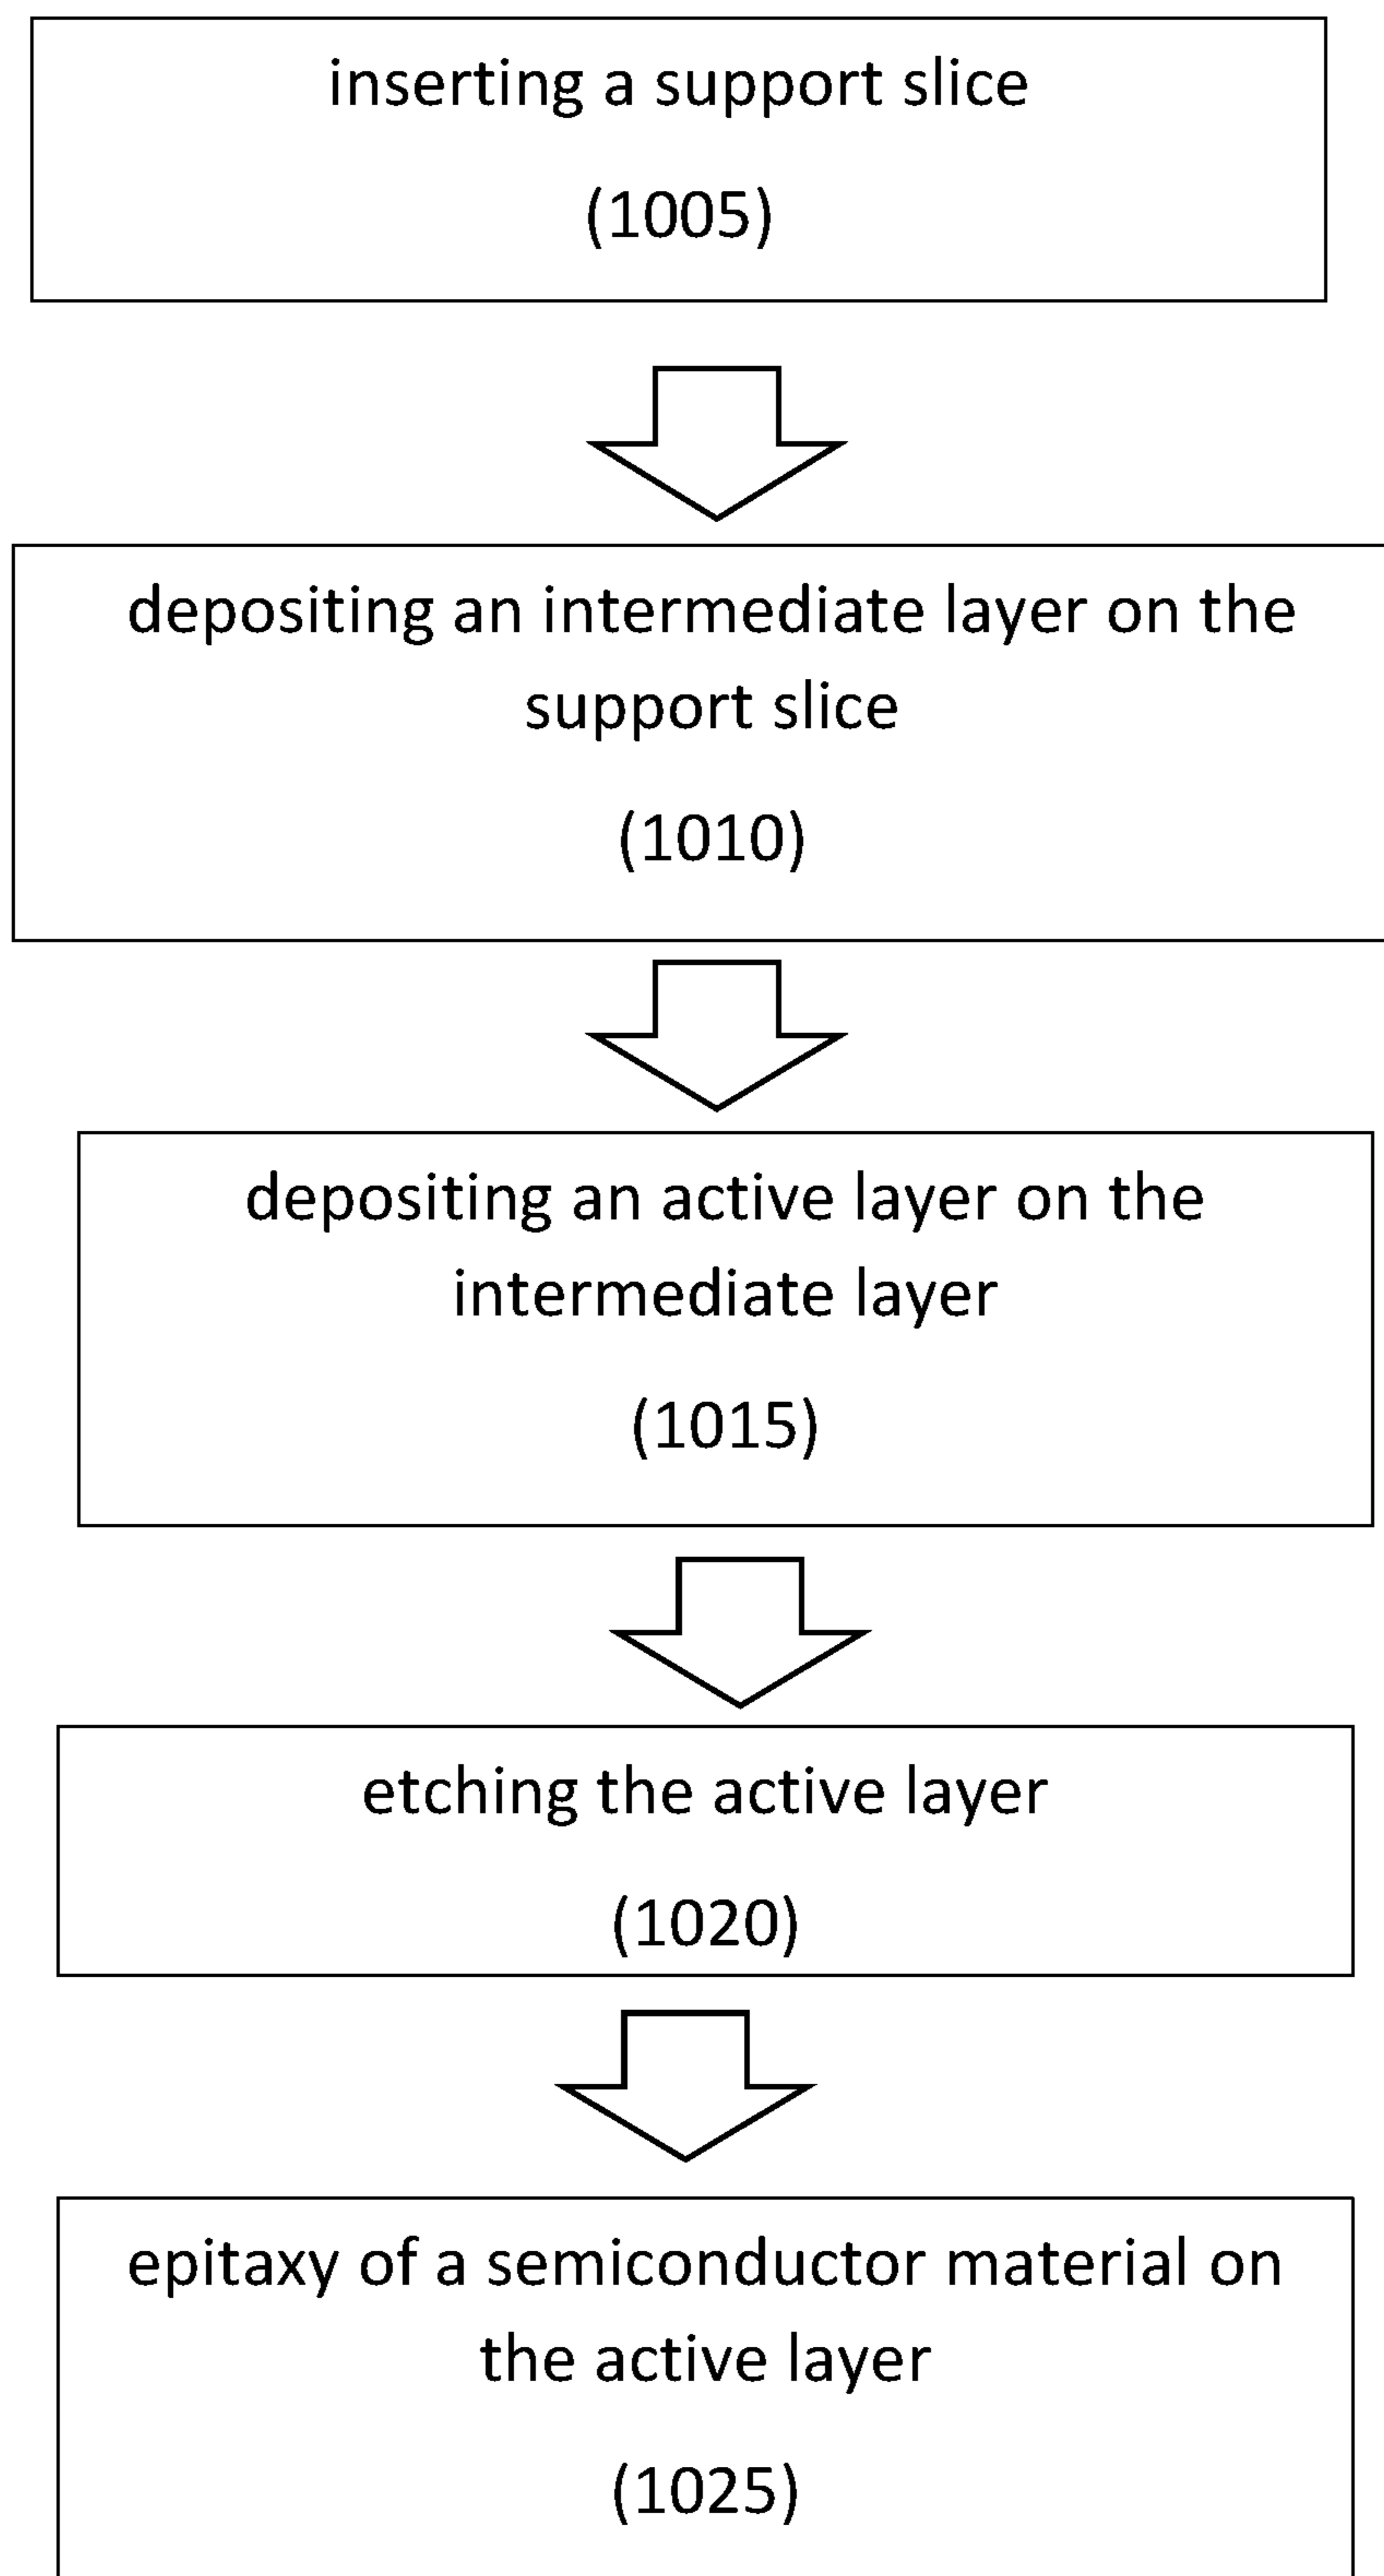 inserting a support slice
(1005)
depositing an intermediate layer on the
support slice
(1010)
depositing an active layer on the
intermediate layer
(1015)
etching the active layer
(1020)
epitaxy of a semiconductor material on
the active layer
(1025)